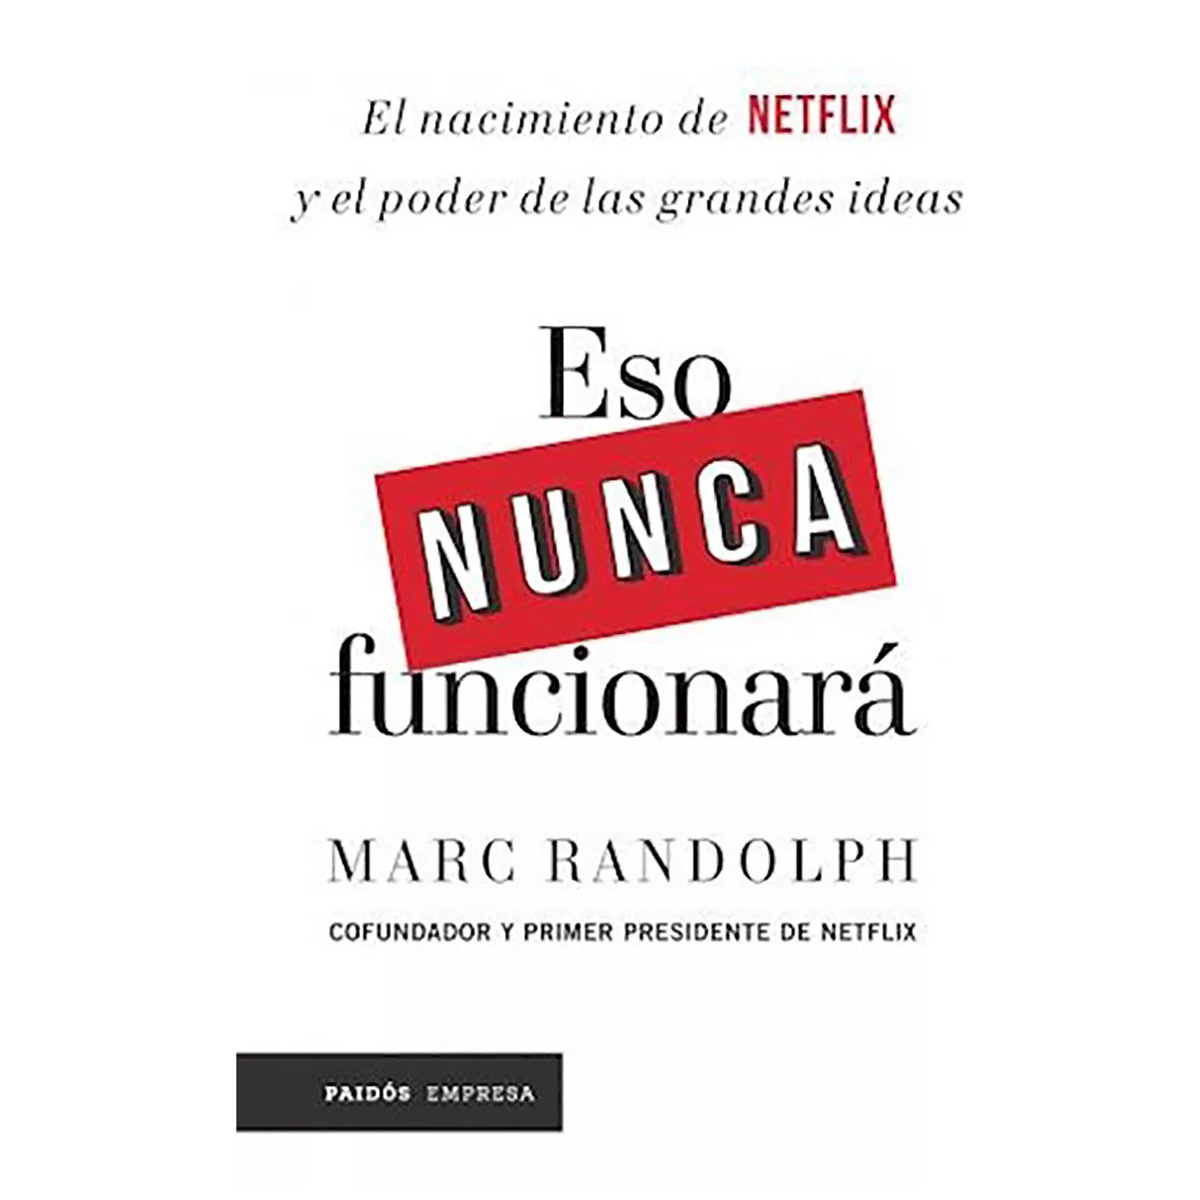 El nacimiento de NETFLIX
y el poder de las grandes ideas
Eso
NUNCA
funcionará
MARC RANDOLPH
COFUNDADOR Y PRIMER PRESIDENTE DE NETFLIX
PAIDÓS EMPRESA